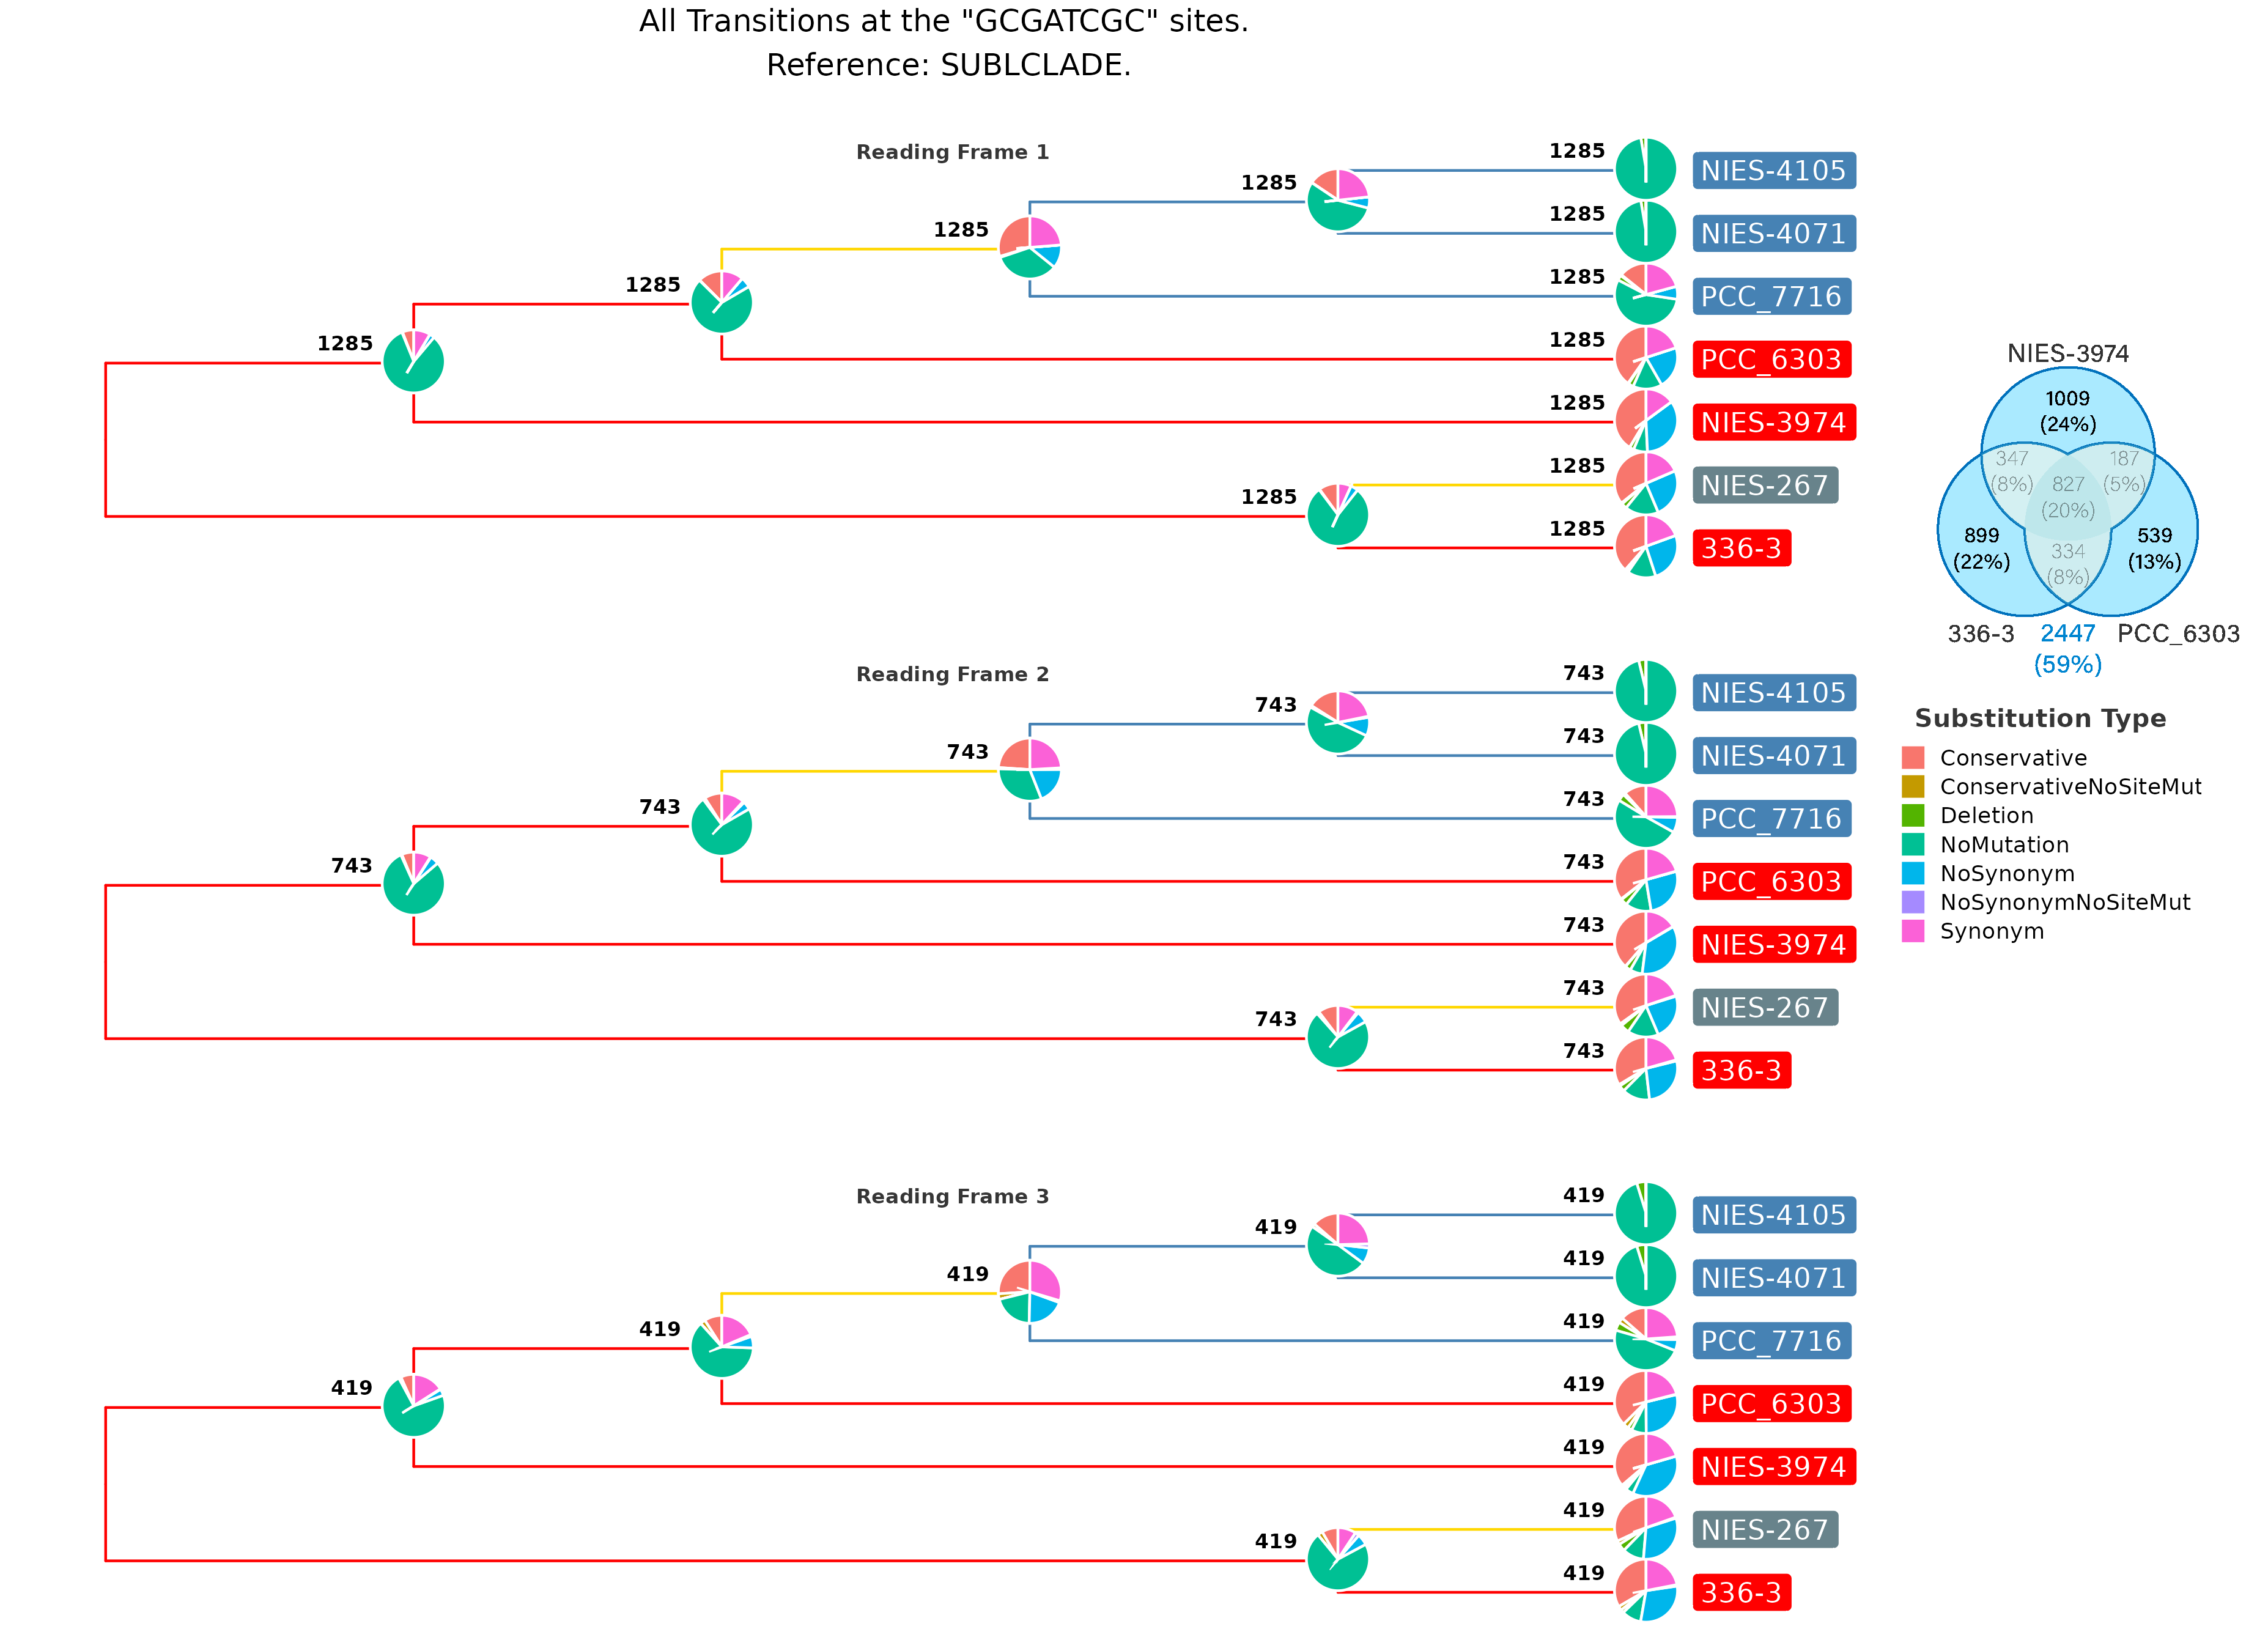 All Transitions at the "GCGATCGC" sites.
Reference: SUBLCLADE.
Reading Frame 1
1285
NIES-4105
1285
1285
NIES-4071
1285
1285
PCC_7716
1285
1285
PCC_6303
1285
1285
NIES-3974
1285
NIES-267
1285
1285
336-3
Reading Frame 2
743
NIES-4105
743
743
NIES-4071
743
743
PCC_7716
743
743
PCC_6303
743
743
NIES-3974
743
NIES-267
743
743
336-3
Reading Frame 3
419
NIES-4105
419
419
NIES-4071
419
419
PCC_7716
419
419
PCC_6303
419
419
NIES-3974
419
NIES-267
419
419
336-3
NIES-3974
1009
(24%)
347
(8%)
187
(5%)
827
(20%)
899
(22%)
539
(13%)
334
(8%)
336-3 2447 PCC_6303
(59%)
Substitution Type
Conservative
ConservativeNoSiteMut
Deletion
NoMutation
NoSynonym
NoSynonymNoSiteMut
Synonym